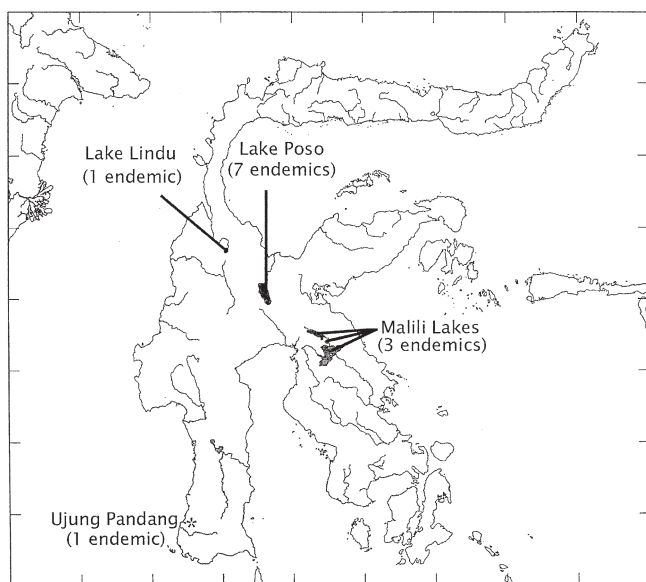 Lake Lindu
(1 endemic)
Lake Poso
(7 endemics)
Malili Lakes
(3 endemics)
Ujung Pandang
(1 endemic)